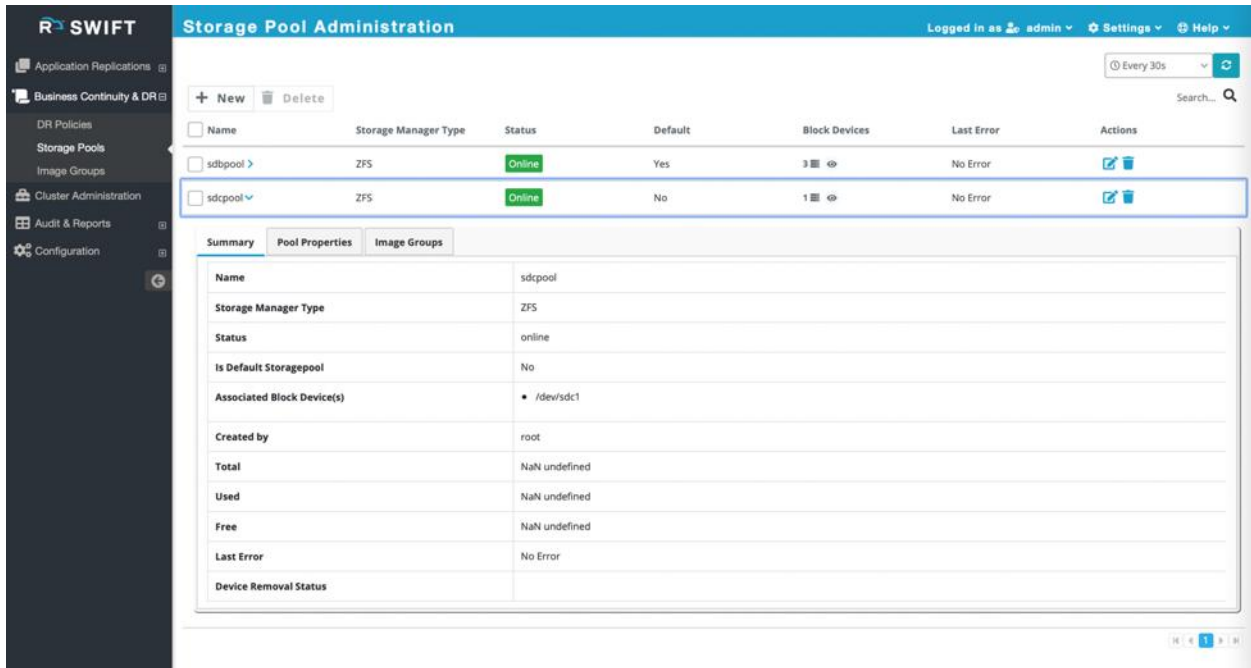 R SWIFT
Storage Pool Administration
Logged in as admin Settings Help
Application Replications
Business Continuity & DR
DR Policies
Storage Pools
Image Groups
Cluster Administration
Audit & Reports
Configuration
Every 30s
+ New Delete
Search...
Name Storage Manager Type Status Default Block Devices Last Error Actions
sdbpool ZFS Online Yes 3 No Error
sdcpool ZFS Online No 1 No Error
Summary Pool Properties Image Groups
Name sdcpool
Storage Manager Type ZFS
Status online
Is Default Storagepool No
Associated Block Device(s) • /dev/sdc1
Created by root
Total NaN undefined
Used NaN undefined
Free NaN undefined
Last Error No Error
Device Removal Status
1